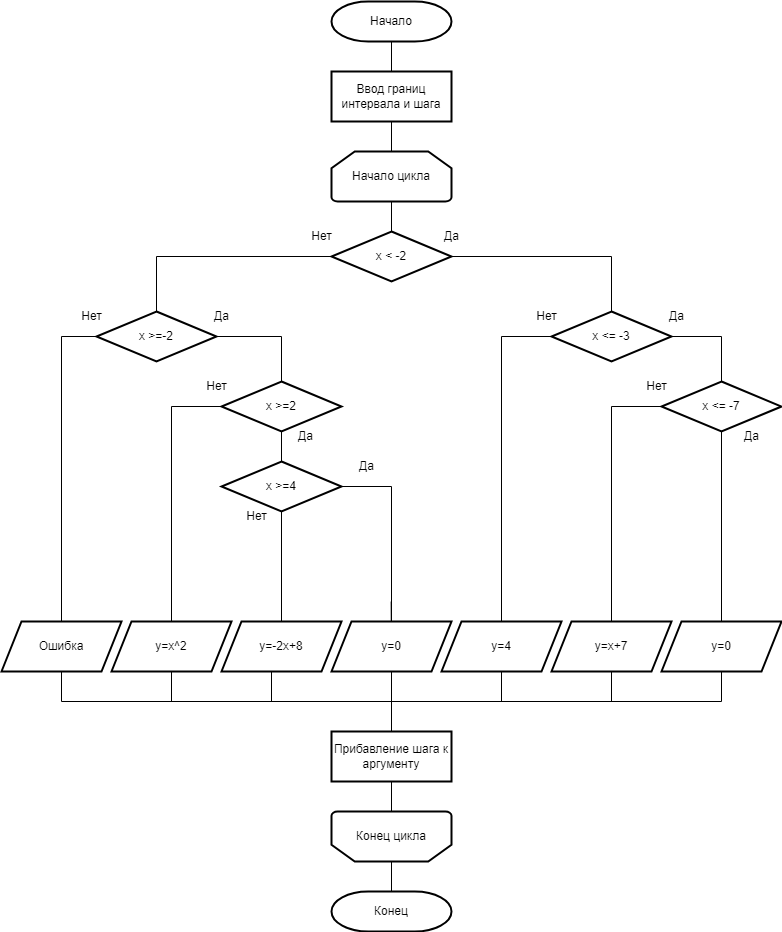 Начало
Ввод границ
интервала и шага
Начало цикла
Нет
Да
x < -2
Нет
Да
Нет
Да
x >=-2
x <= -3
Нет
Нет
x >=2
x <= -7
Да
Да
Да
x >=4
Нет
Ошибка
y=x^2
y=-2x+8
y=0
y=4
y=x+7
y=0
Прибавление шага к
аргументу
Конец цикла
Конец